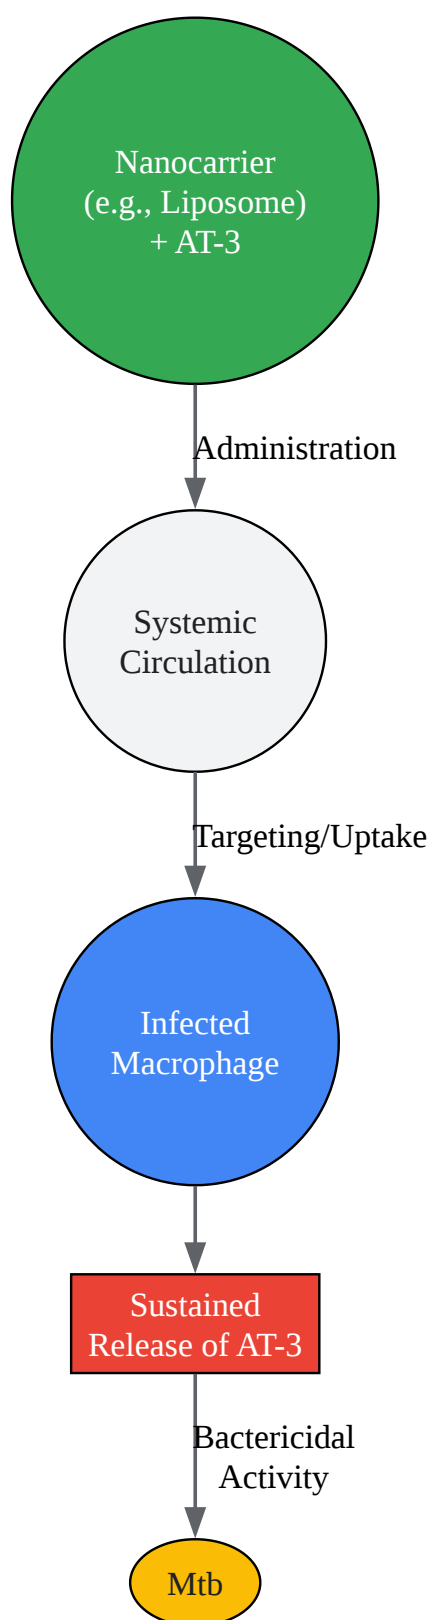 Nanocarrier
(e.g., Liposome)
+ AT-3
Administration
Systemic
Circulation
Targeting/Uptake
Infected
Macrophage
Sustained
Release of AT-3
Bactericidal
Activity
Mtb